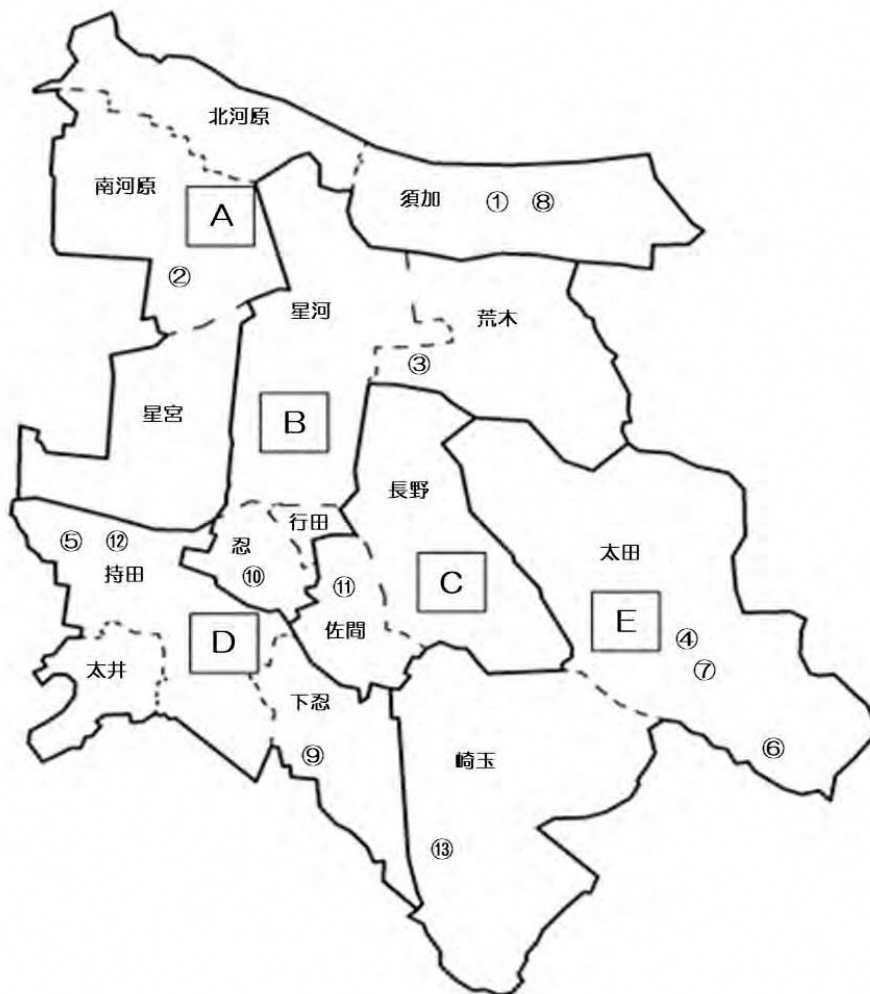 北河原
南河原
A
須加 ① ⑧
②
星河
荒木
③
星宮
B
長野
行田
⑤ ⑫
持田
忍
⑩
太田
⑪
C
佐間
D
E
④
太井
⑦
下忍
⑨
崎玉
⑥
⑬